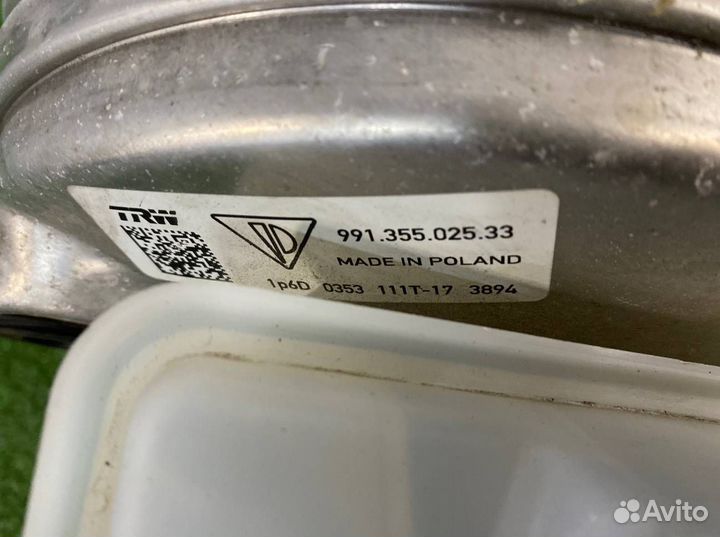 TRW
991.355.025.33
MADE IN POLAND
1p6D 0353 111T-17 3894
Avito